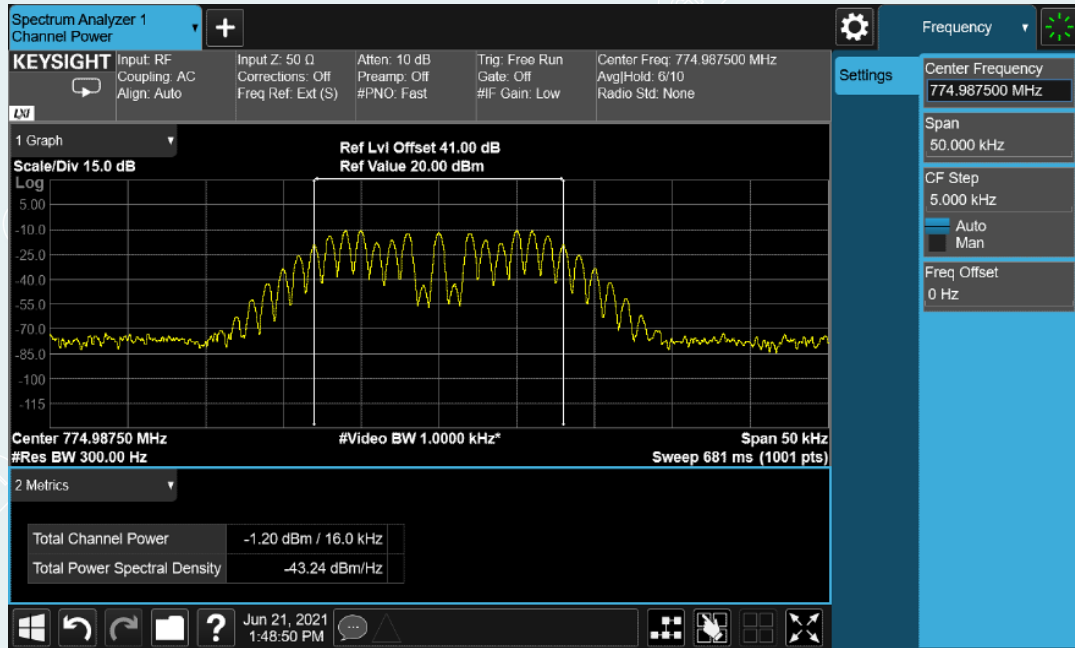 Spectrum Analyzer 1
Channel Power
+
Frequency
KEYSIGHT
Input: RF
Coupling: AC
Align: Auto
Input Z: 50 Ω
Corrections: Off
Freq Ref: Ext (S)
Atten: 10 dB
Preamp: Off
#PNO: Fast
Trig: Free Run
Gate: Off
#IF Gain: Low
Center Freq: 774.987500 MHz
Avg|Hold: 6/10
Radio Std: None
LXI
Settings
Center Frequency
774.987500 MHz
Span
50.000 kHz
CF Step
5.000 kHz
Auto
Man
Freq Offset
0 Hz
1 Graph
Scale/Div 15.0 dB
Ref Lvl Offset 41.00 dB
Ref Value 20.00 dBm
Log
5.00
-10.0
-25.0
-40.0
-55.0
-70.0
-85.0
-100
-115
Center 774.98750 MHz
#Video BW 1.0000 kHz*
Span 50 kHz
#Res BW 300.00 Hz
Sweep 681 ms (1001 pts)
2 Metrics
Total Channel Power -1.20 dBm / 16.0 kHz
Total Power Spectral Density -43.24 dBm/Hz
?
Jun 21, 2021
1:48:50 PM